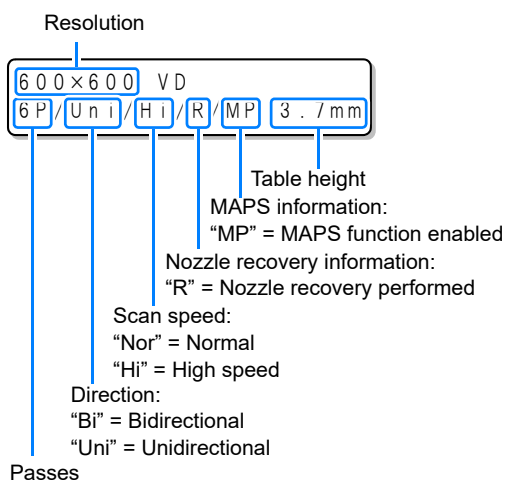 Resolution
600×600 VD
6P/Uni/Hi/R/MP 3.7mm
Table height
MAPS information:
“MP” = MAPS function enabled
Nozzle recovery information:
“R” = Nozzle recovery performed
Scan speed:
“Nor” = Normal
“Hi” = High speed
Direction:
“Bi” = Bidirectional
“Uni” = Unidirectional
Passes